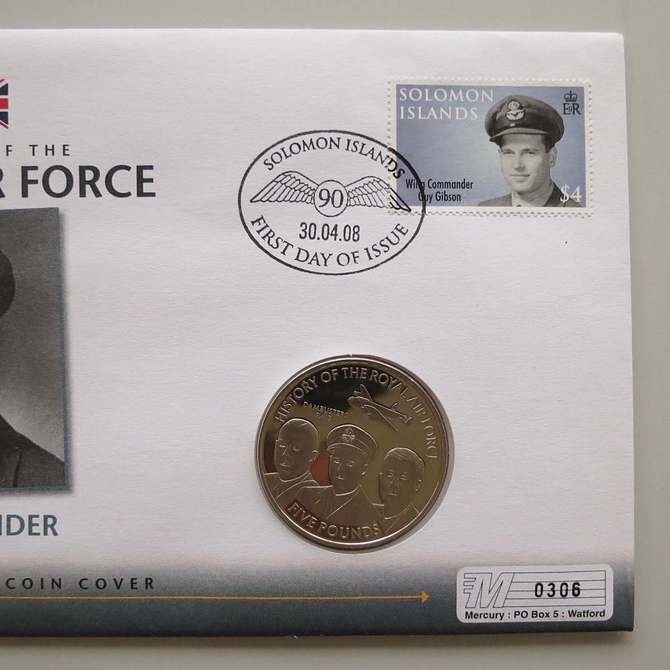 F THE
R FORCE
SOLOMON ISLANDS
90
30.04.08
FIRST DAY OF ISSUE
SOLOMON
ISLANDS
E R
Wing Commander
Guy Gibson
$4
HISTORY OF THE ROYAL AIR FORCE
DAMBUSTERS
FIVE POUNDS
NDER
COIN COVER
M
0306
Mercury : PO Box 5 : Watford